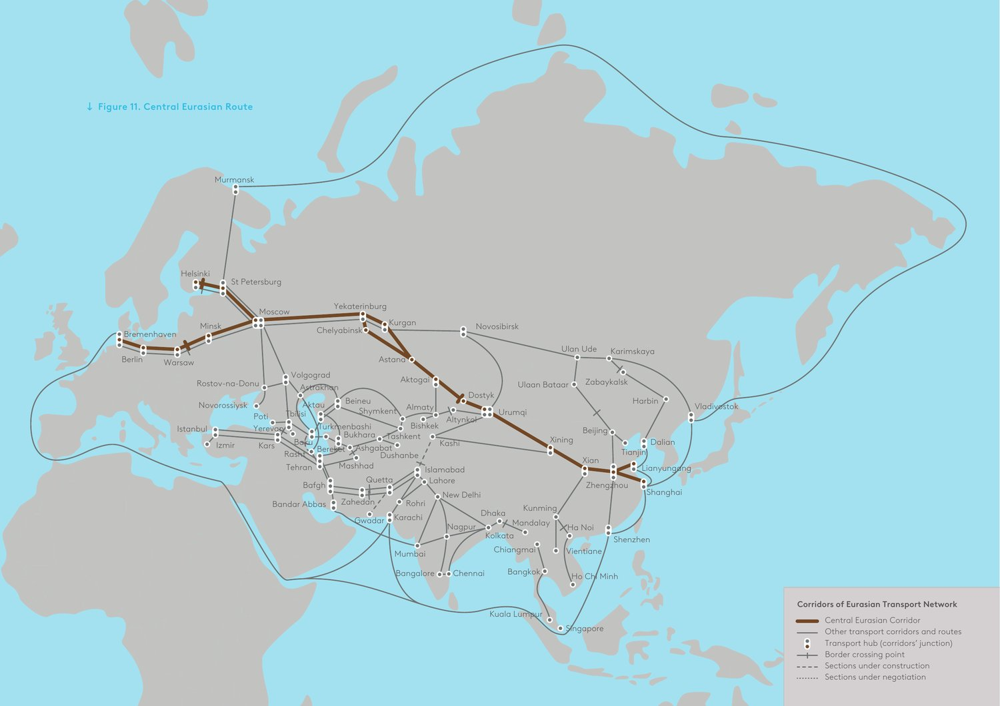 ↓ Figure 11. Central Eurasian Route
Murmansk
Helsinki
St Petersburg
Moscow
Yekaterinburg
Kurgan
Chelyabinsk
Novosibirsk
Minsk
Bremenhaven
Berlin
Warsaw
Astana
Ulan Ude
Karimskaya
Aktogai
Ulaan Bataar
Zabaykalsk
Volgograd
Rostov-na-Donu
Astrakhan
Dostyk
Harbin
Novorossiysk
Aktau
Beineu
Almaty
Vladivostok
Poti
Tbilisi
Shymkent
Urumqi
Altynkol
Istanbul
Yerevan
Turkmenbashi
Bishkek
Beijing
Izmir
Kars
Baku
Bukhara
Tashkent
Kashi
Xining
Dalian
Rasht
Bereket
Ashgabat
Dushanbe
Tianjin
Tehran
Mashhad
Islamabad
Xian
Lianyungang
Bafgh
Quetta
Lahore
Zhengzhou
Shanghai
Bandar Abbas
Zahedan
Rohri
New Delhi
Gwadar
Karachi
Dhaka
Kunming
Nagpur
Mandalay
Ha Noi
Kolkata
Shenzhen
Mumbai
Chiangmai
Vientiane
Bangalore
Chennai
Bangkok
Ho Chi Minh
Kuala Lumpur
Singapore
Corridors of Eurasian Transport Network
Central Eurasian Corridor
Other transport corridors and routes
Transport hub (corridors’ junction)
Border crossing point
Sections under construction
Sections under negotiation